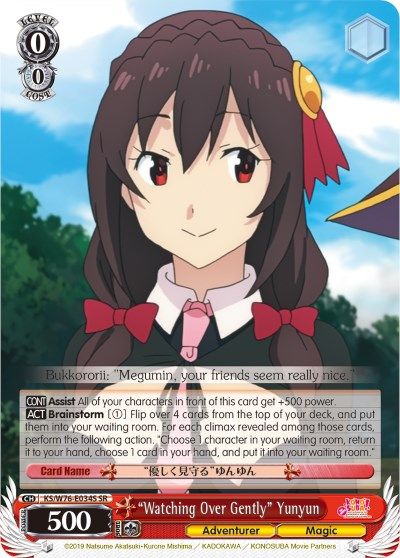 LEVEL
0
0
COST
Bukkororii: "Megumin, your friends seem really nice."
CONT Assist All of your characters in front of this card get +500 power.
ACT Brainstorm [①] Flip over 4 cards from the top of your deck, and put
them into your waiting room. For each climax revealed among those cards,
perform the following action. "Choose 1 character in your waiting room, return
it to your hand, choose 1 card in your hand, and put it into your waiting room."
Card Name
"優しく見守る"ゆんゆん
CH KS/W76-E034S SR
POWER 500
"Watching Over Gently" Yunyun
Adventurer
Magic
©2019 Natsume Akatsuki・Kurone Mishima / KADOKAWA / KONOSUBA Movie Partners